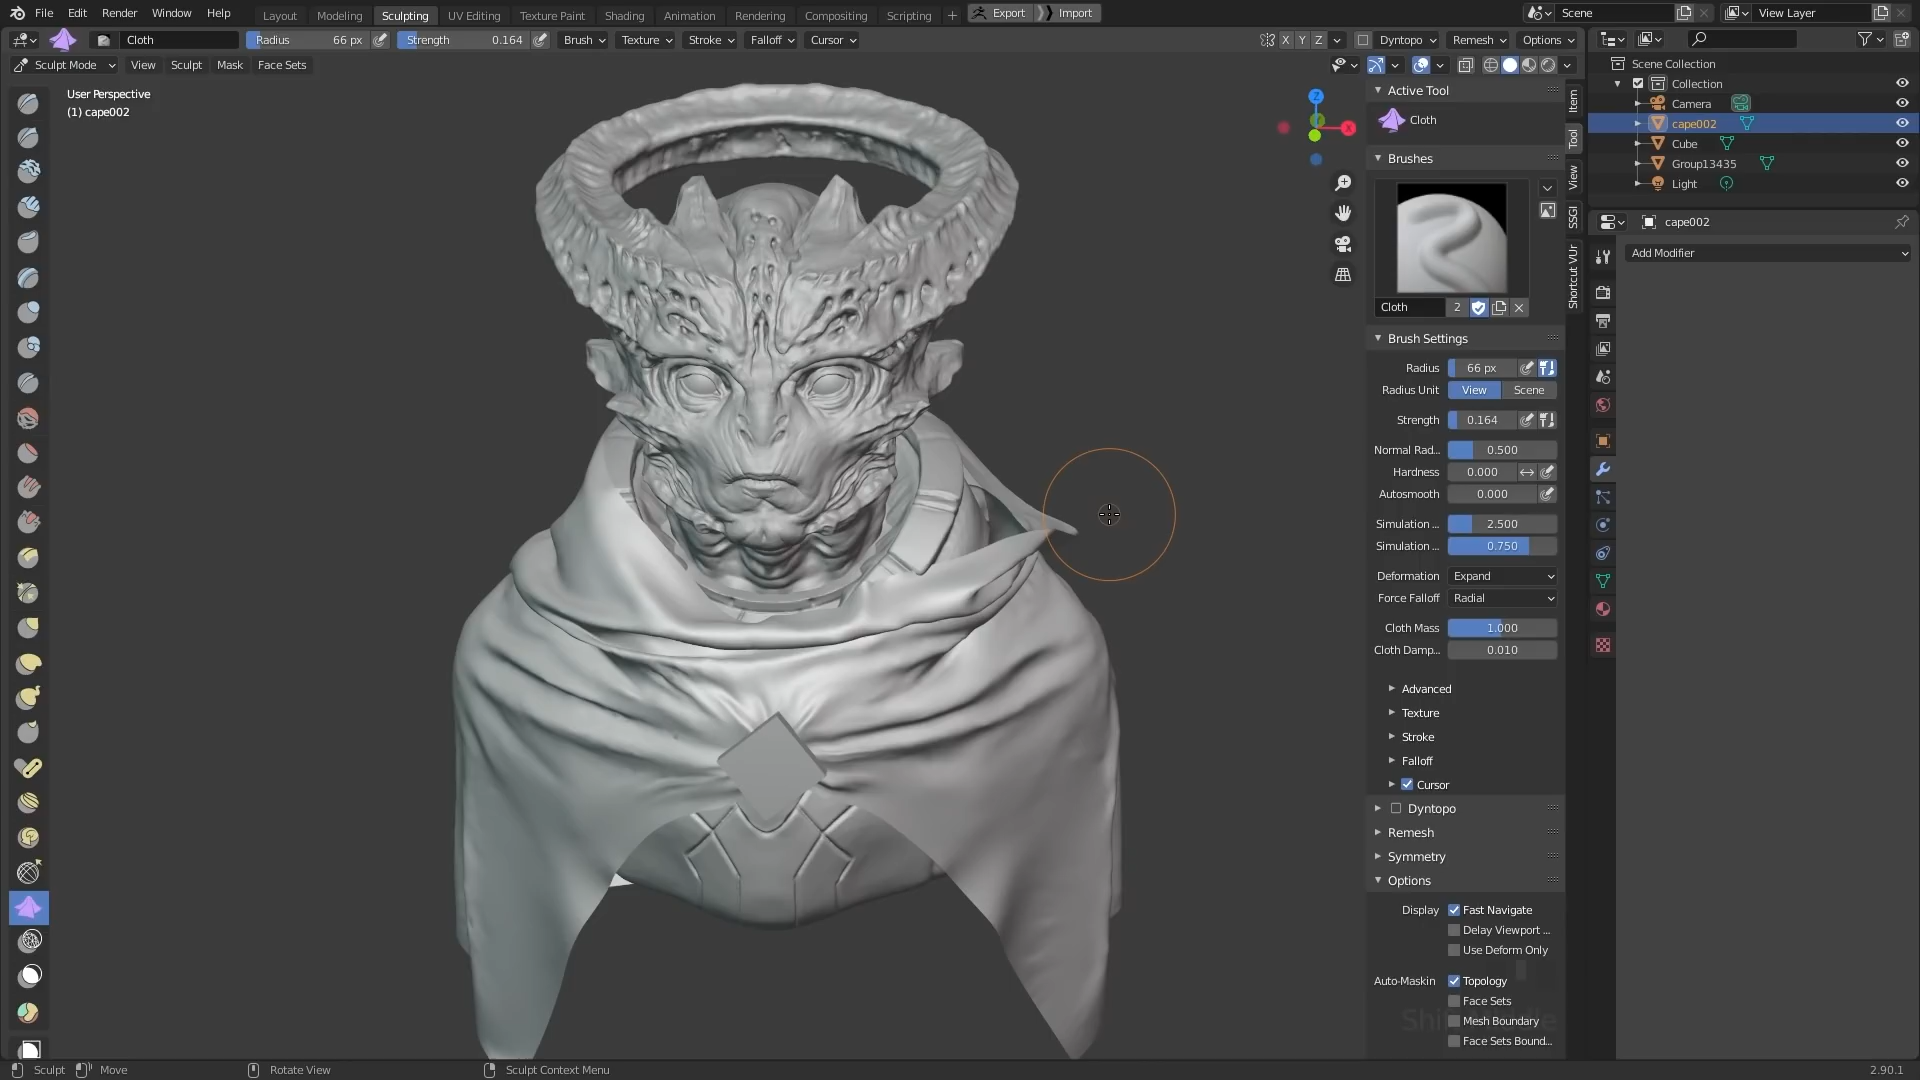 File Edit Render Window Help
Layout Modeling Sculpting UV Editing Texture Paint Shading Animation Rendering Compositing Scripting + Export Import
Scene
View Layer
Cloth
Radius 66 px
Strength 0.164
Brush Texture Stroke Falloff Cursor
X Y Z
Dyntopo Remesh Options
Sculpt Mode View Sculpt Mask Face Sets
User Perspective
(1) cape002
Z
X
Active Tool
Cloth
Brushes
Cloth 2
Brush Settings
Radius 66 px
Radius Unit View Scene
Strength 0.164
Normal Rad... 0.500
Hardness 0.000
Autosmooth 0.000
Simulation ... 2.500
Simulation ... 0.750
Deformation Expand
Force Falloff Radial
Cloth Mass 1.000
Cloth Damp... 0.010
Advanced
Texture
Stroke
Falloff
Cursor
Dyntopo
Remesh
Symmetry
Options
Display Fast Navigate
Delay Viewport ...
Use Deform Only
Auto-Maskin Topology
Face Sets
Mesh Boundary
Face Sets Bound...
Item
Tool
View
SSGI
Shortcut VUr
Scene Collection
Collection
Camera
cape002
Cube
Group13435
Light
cape002
Add Modifier
Sculpt Move Rotate View Sculpt Context Menu 2.90.1